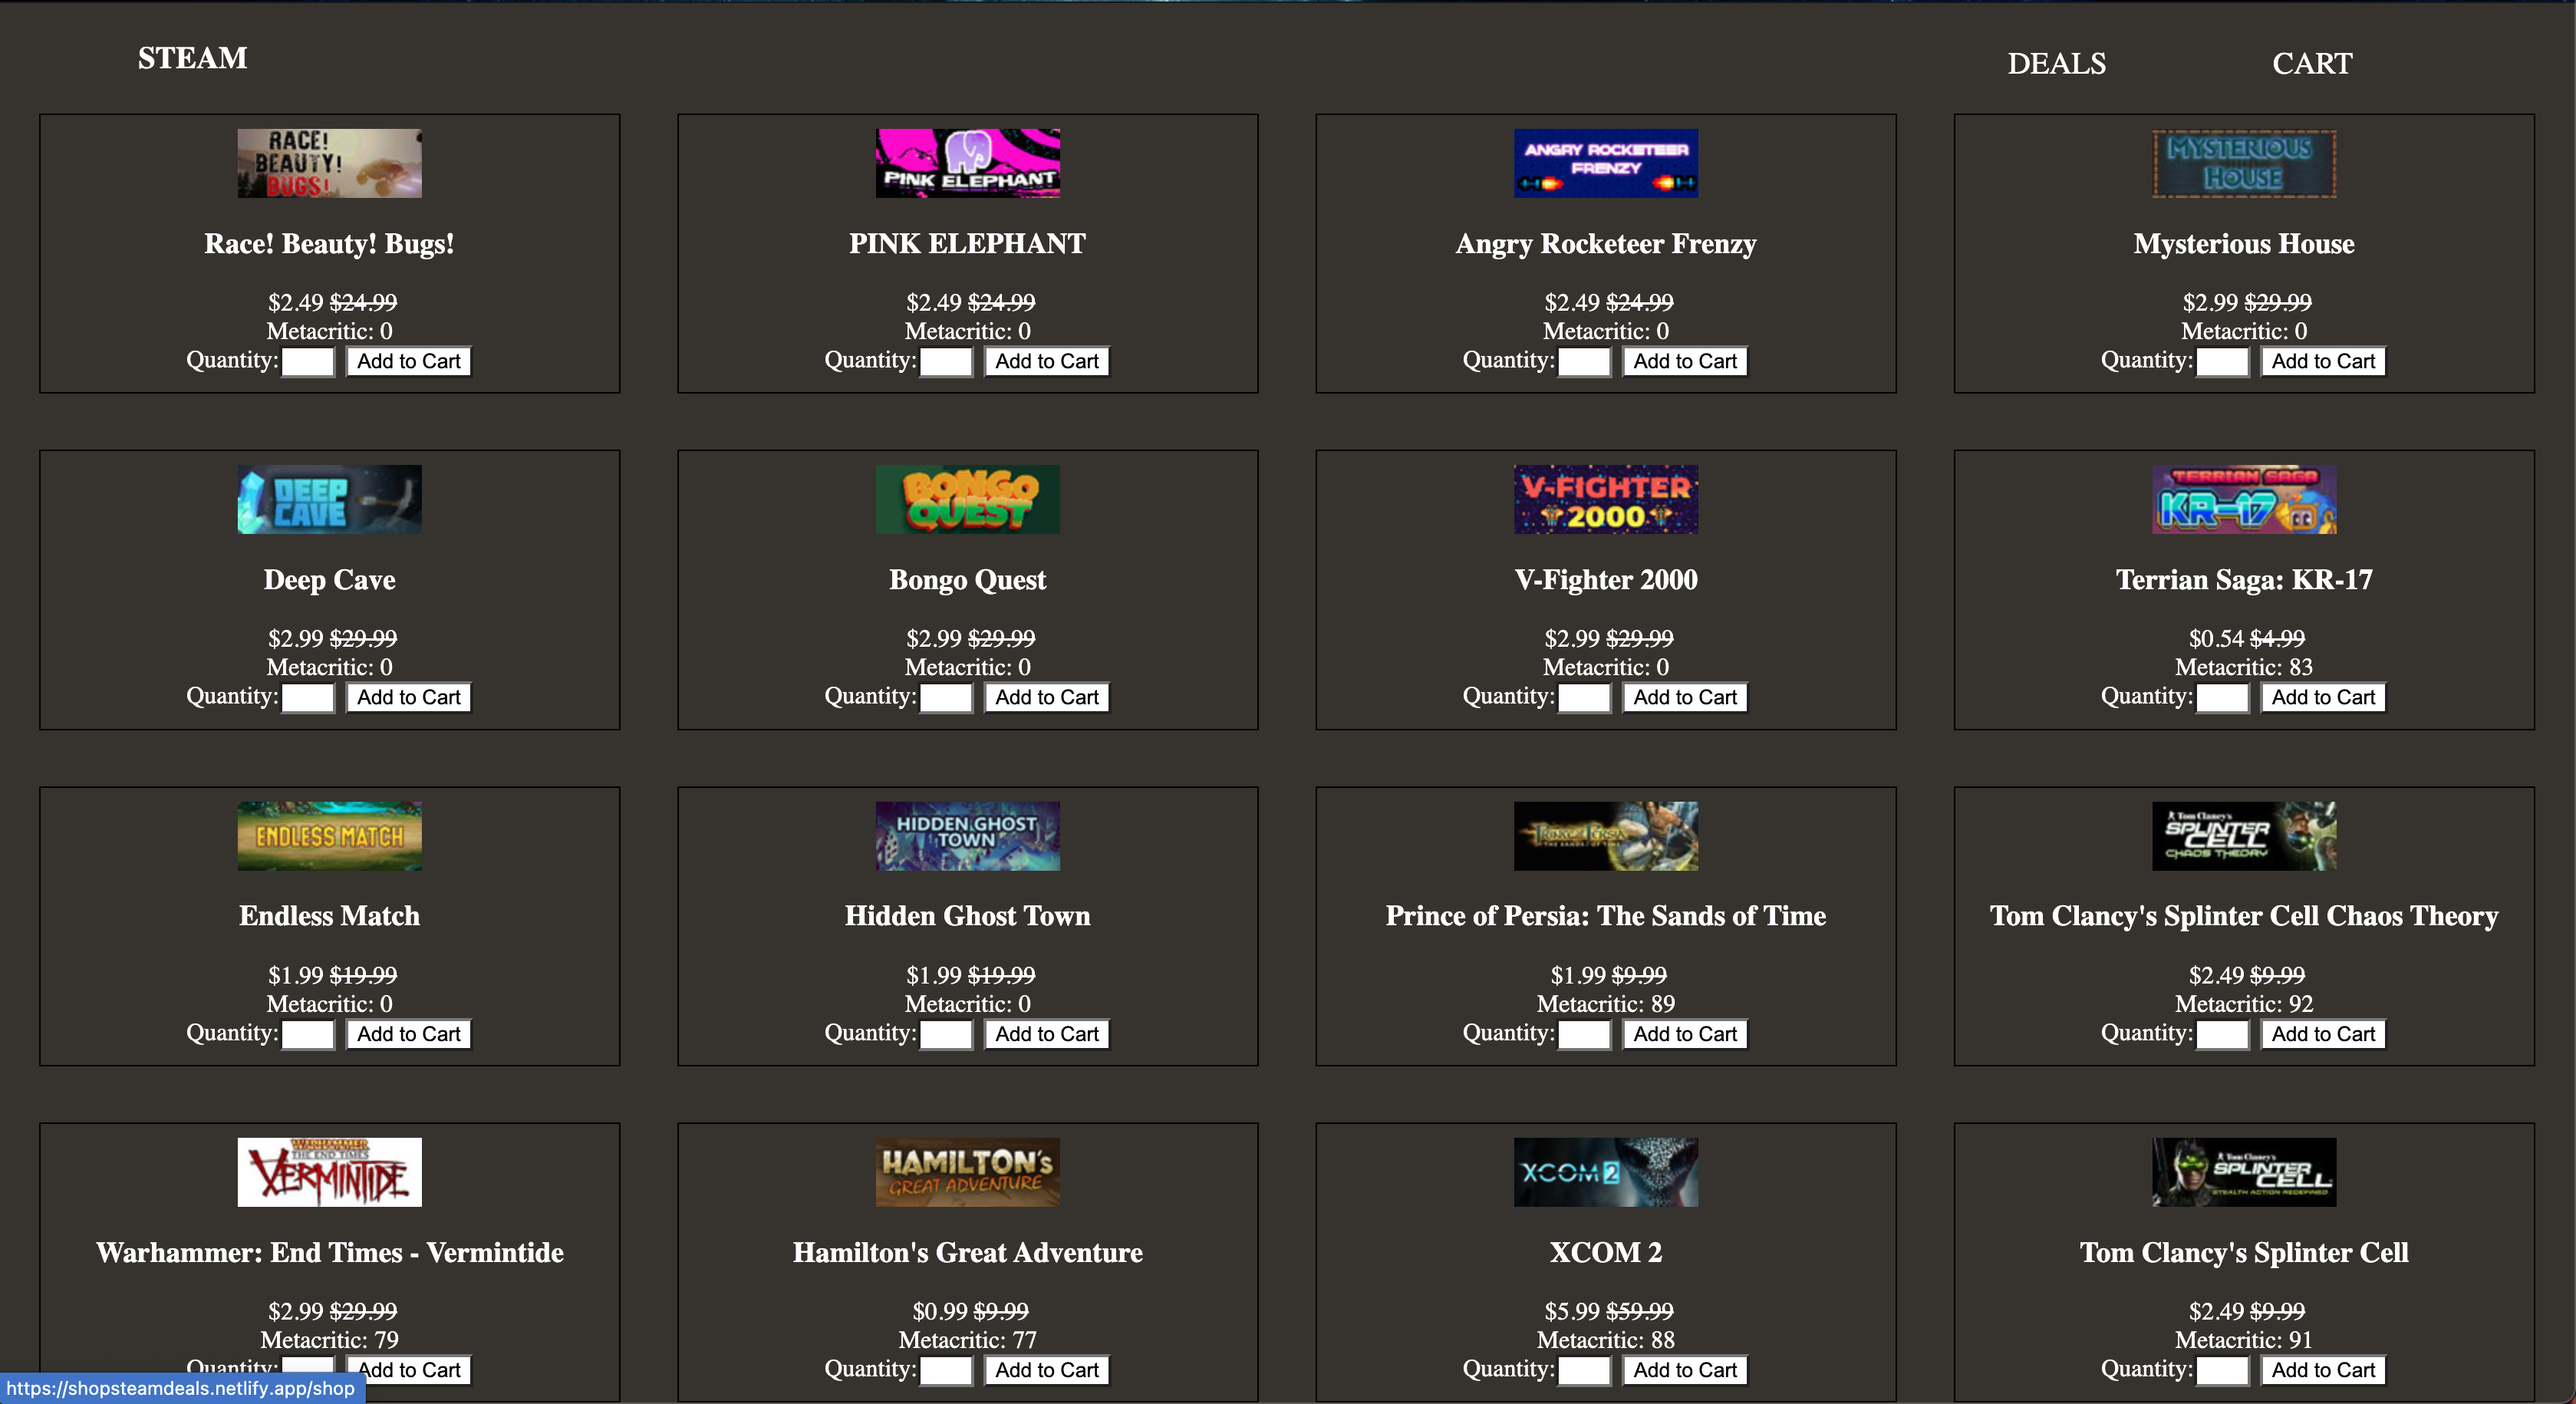 STEAM
DEALS
CART
RACE!
BEAUTY!
BUGS!
Race! Beauty! Bugs!
$2.49 $24.99
Metacritic: 0
Quantity: Add to Cart
PINK ELEPHANT
PINK ELEPHANT
$2.49 $24.99
Metacritic: 0
Quantity: Add to Cart
ANGRY ROCKETEER
FRENZY
Angry Rocketeer Frenzy
$2.49 $24.99
Metacritic: 0
Quantity: Add to Cart
MYSTERIOUS
HOUSE
Mysterious House
$2.99 $29.99
Metacritic: 0
Quantity: Add to Cart
DEEP
CAVE
Deep Cave
$2.99 $29.99
Metacritic: 0
Quantity: Add to Cart
BONGO
QUEST
Bongo Quest
$2.99 $29.99
Metacritic: 0
Quantity: Add to Cart
V-FIGHTER
2000
V-Fighter 2000
$2.99 $29.99
Metacritic: 0
Quantity: Add to Cart
TERRIAN SAGA
KR-17
Terrian Saga: KR-17
$0.54 $4.99
Metacritic: 83
Quantity: Add to Cart
ENDLESS MATCH
Endless Match
$1.99 $19.99
Metacritic: 0
Quantity: Add to Cart
HIDDEN GHOST
TOWN
Hidden Ghost Town
$1.99 $19.99
Metacritic: 0
Quantity: Add to Cart
PRINCE of PERSIA
THE SANDS OF TIME
Prince of Persia: The Sands of Time
$1.99 $9.99
Metacritic: 89
Quantity: Add to Cart
Tom Clancy's
SPLINTER
CELL
CHAOS THEORY
Tom Clancy's Splinter Cell Chaos Theory
$2.49 $9.99
Metacritic: 92
Quantity: Add to Cart
WARHAMMER
THE END TIMES
VERMINTIDE
Warhammer: End Times - Vermintide
$2.99 $29.99
Metacritic: 79
Quantity: Add to Cart
HAMILTON'S
GREAT ADVENTURE
Hamilton's Great Adventure
$0.99 $9.99
Metacritic: 77
Quantity: Add to Cart
XCOM 2
XCOM 2
$5.99 $59.99
Metacritic: 88
Quantity: Add to Cart
Tom Clancy's
SPLINTER
CELL
STEALTH ACTION REDEFINED
Tom Clancy's Splinter Cell
$2.49 $9.99
Metacritic: 91
Quantity: Add to Cart
https://shopsteamdeals.netlify.app/shop